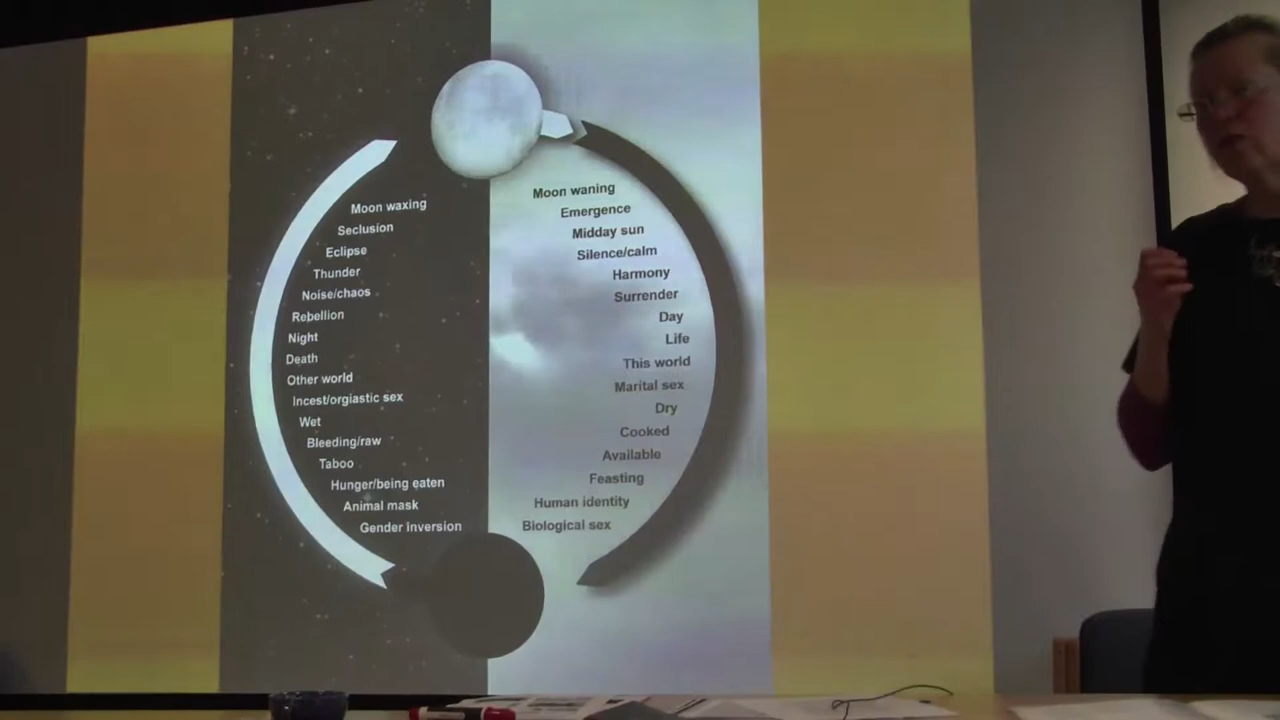 Moon waxing
Seclusion
Eclipse
Thunder
Noise/chaos
Rebellion
Night
Death
Other world
Incest/orgiastic sex
Wet
Bleeding/raw
Taboo
Hunger/being eaten
Animal mask
Gender inversion
Moon waning
Emergence
Midday sun
Silence/calm
Harmony
Surrender
Day
Life
This world
Marital sex
Dry
Cooked
Available
Feasting
Human identity
Biological sex